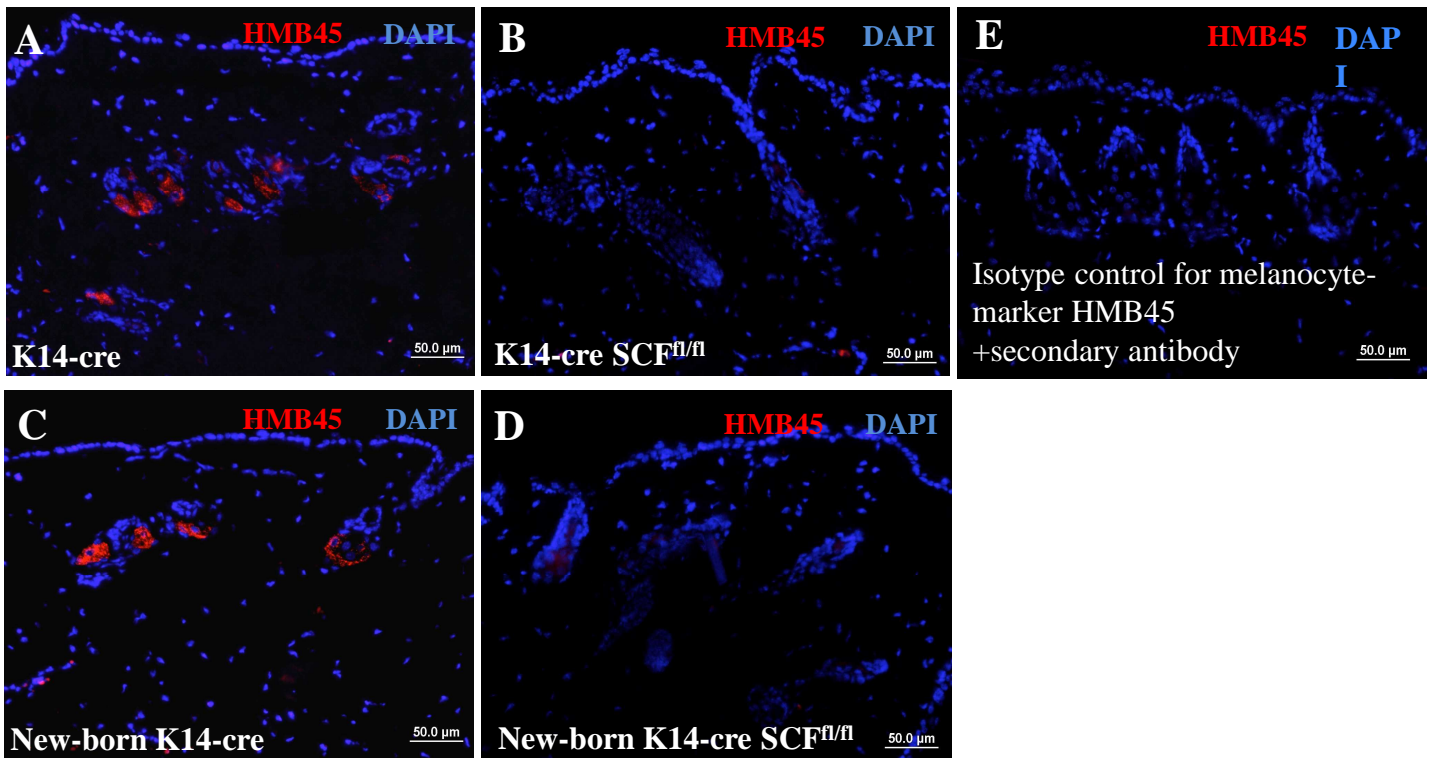 A
HMB45 DAPI
K14-cre
50.0 µm
B
HMB45 DAPI
K14-cre SCFfl/fl
50.0 µm
E
HMB45 DAP
I
Isotype control for melanocyte-
marker HMB45
+secondary antibody
50.0 µm
C
HMB45 DAPI
New-born K14-cre
50.0 µm
D
HMB45 DAPI
New-born K14-cre SCFfl/fl
50.0 µm